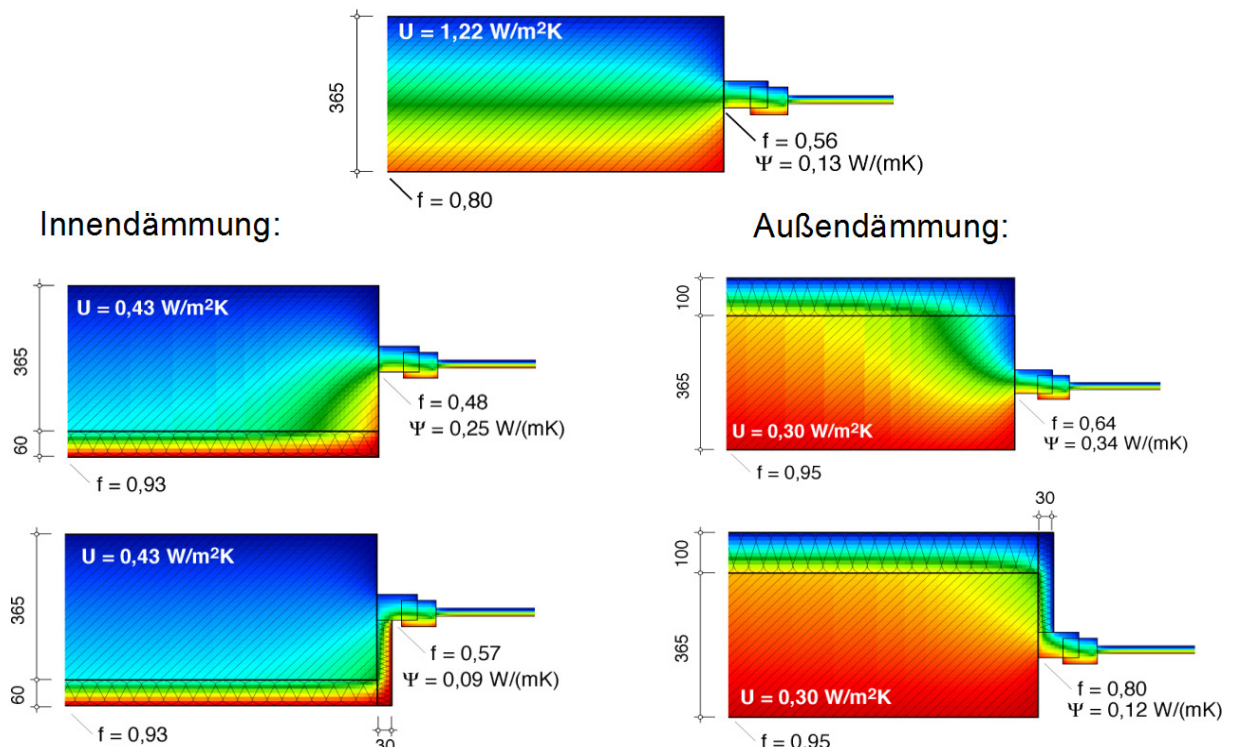 U = 1,22 W/m²K
365
f = 0,56
Ψ = 0,13 W/(mK)
f = 0,80
Innendämmung:
Außendämmung:
U = 0,43 W/m²K
365
60
f = 0,48
Ψ = 0,25 W/(mK)
f = 0,93
100
365
U = 0,30 W/m²K
f = 0,64
Ψ = 0,34 W/(mK)
f = 0,95
U = 0,43 W/m²K
365
60
f = 0,57
Ψ = 0,09 W/(mK)
f = 0,93
30
30
100
365
U = 0,30 W/m²K
f = 0,80
Ψ = 0,12 W/(mK)
f = 0,95